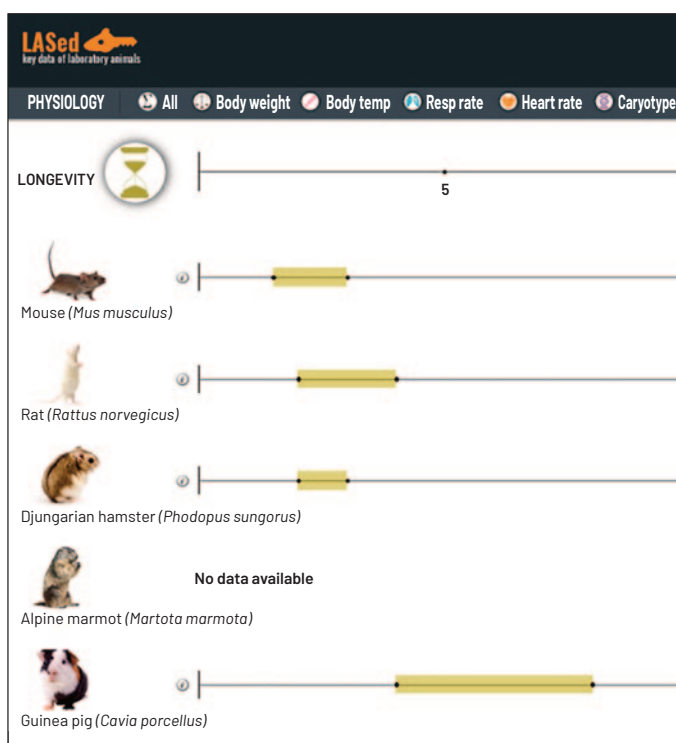 LASed
key data of laboratory animals
PHYSIOLOGY All Body weight Body temp Resp rate Heart rate Caryotype
LONGEVITY
5
Mouse (Mus musculus)
Rat (Rattus norvegicus)
Djungarian hamster (Phodopus sungorus)
No data available
Alpine marmot (Martota marmota)
Guinea pig (Cavia porcellus)